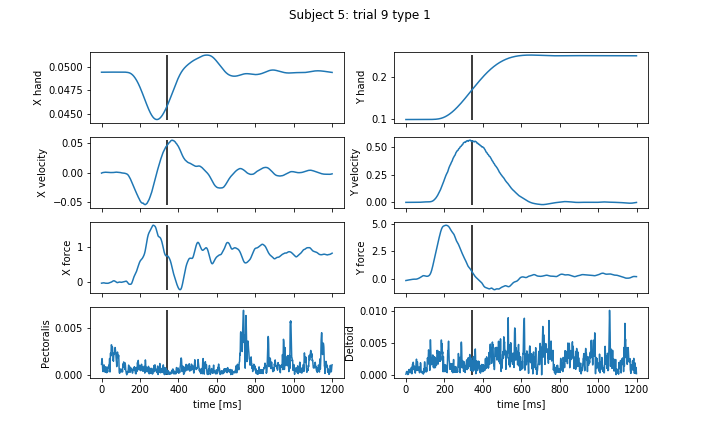 Subject 5: trial 9 type 1
X hand
0.0500
0.0475
0.0450
Y hand
0.2
0.1
X velocity
0.05
0.00
−0.05
Y velocity
0.50
0.25
0.00
X force
1
0
Y force
5.0
2.5
0.0
Pectoralis
0.005
0.000
0 200 400 600 800 1000 1200
time [ms]
Deltoid
0.010
0.005
0.000
0 200 400 600 800 1000 1200
time [ms]